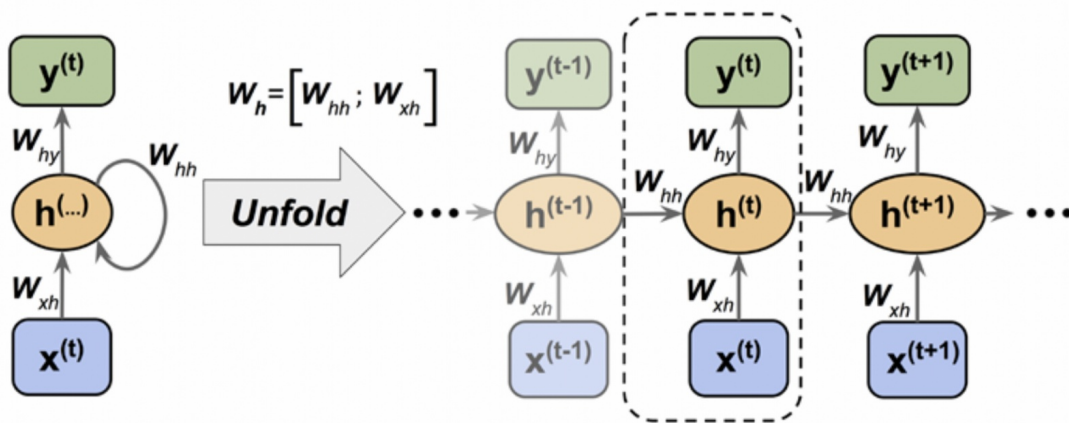 y(t)
W_hy
W_hh
h(...)
W_xh
x(t)
W_h=[W_hh ; W_xh]
Unfold
...
y(t-1)
W_hy
h(t-1)
W_xh
x(t-1)
W_hh
y(t)
W_hy
h(t)
W_xh
x(t)
W_hh
y(t+1)
W_hy
h(t+1)
W_xh
x(t+1)
...